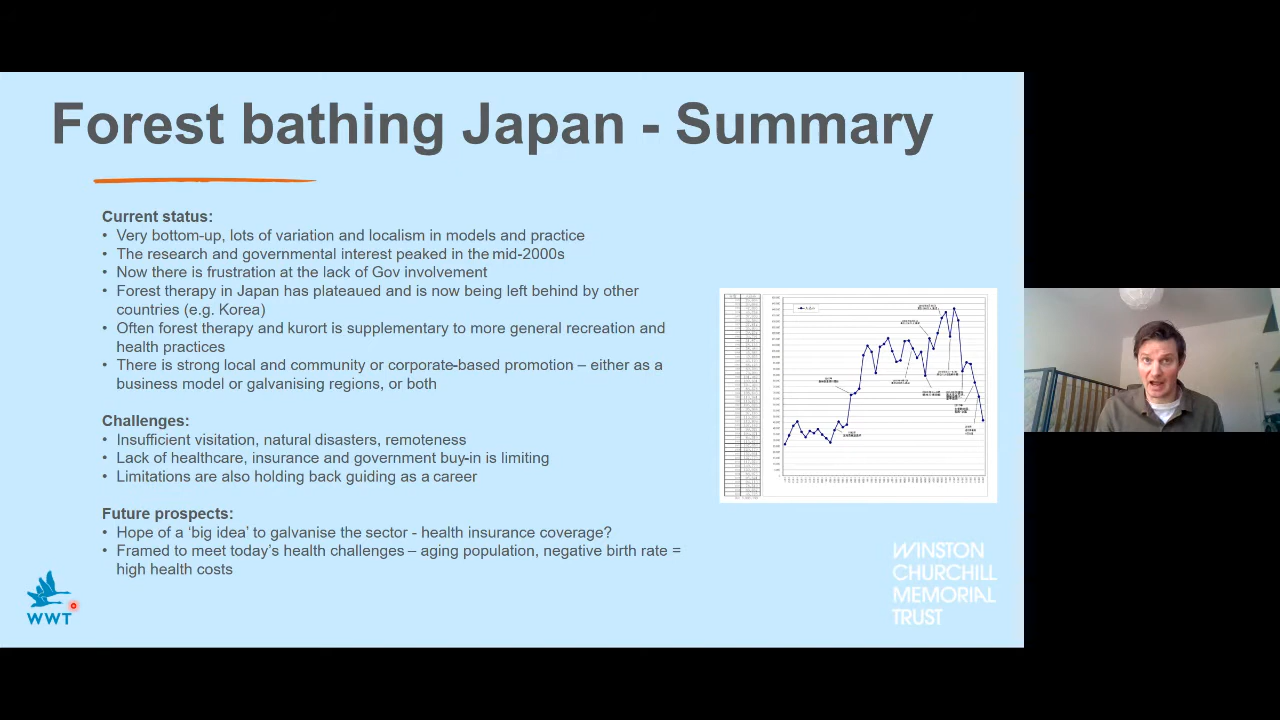 Forest bathing Japan - Summary
Current status:
• Very bottom-up, lots of variation and localism in models and practice
• The research and governmental interest peaked in the mid-2000s
• Now there is frustration at the lack of Gov involvement
• Forest therapy in Japan has plateaued and is now being left behind by other
countries (e.g. Korea)
• Often forest therapy and kurort is supplementary to more general recreation and
health practices
• There is strong local and community or corporate-based promotion – either as a
business model or galvanising regions, or both
Challenges:
• Insufficient visitation, natural disasters, remoteness
• Lack of healthcare, insurance and government buy-in is limiting
• Limitations are also holding back guiding as a career
Future prospects:
• Hope of a ‘big idea’ to galvanise the sector - health insurance coverage?
• Framed to meet today’s health challenges – aging population, negative birth rate =
high health costs
WWT
WINSTON
CHURCHILL
MEMORIAL
TRUST